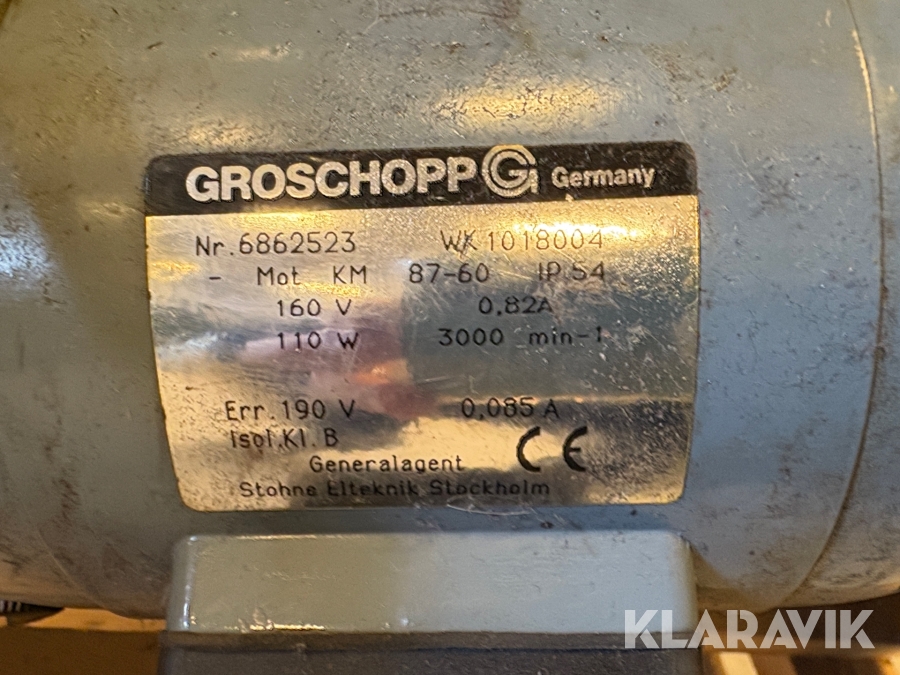 GROSCHOPP G Germany
Nr.6862523 WK 1018004
- Mot KM 87-60 IP 54
160 V 0,82A
110 W 3000 min-1
Err.190 V 0,085 A
Isol.Kl.B
Generalagent CE
Stohne Elteknik Stockholm
KLARAVIK